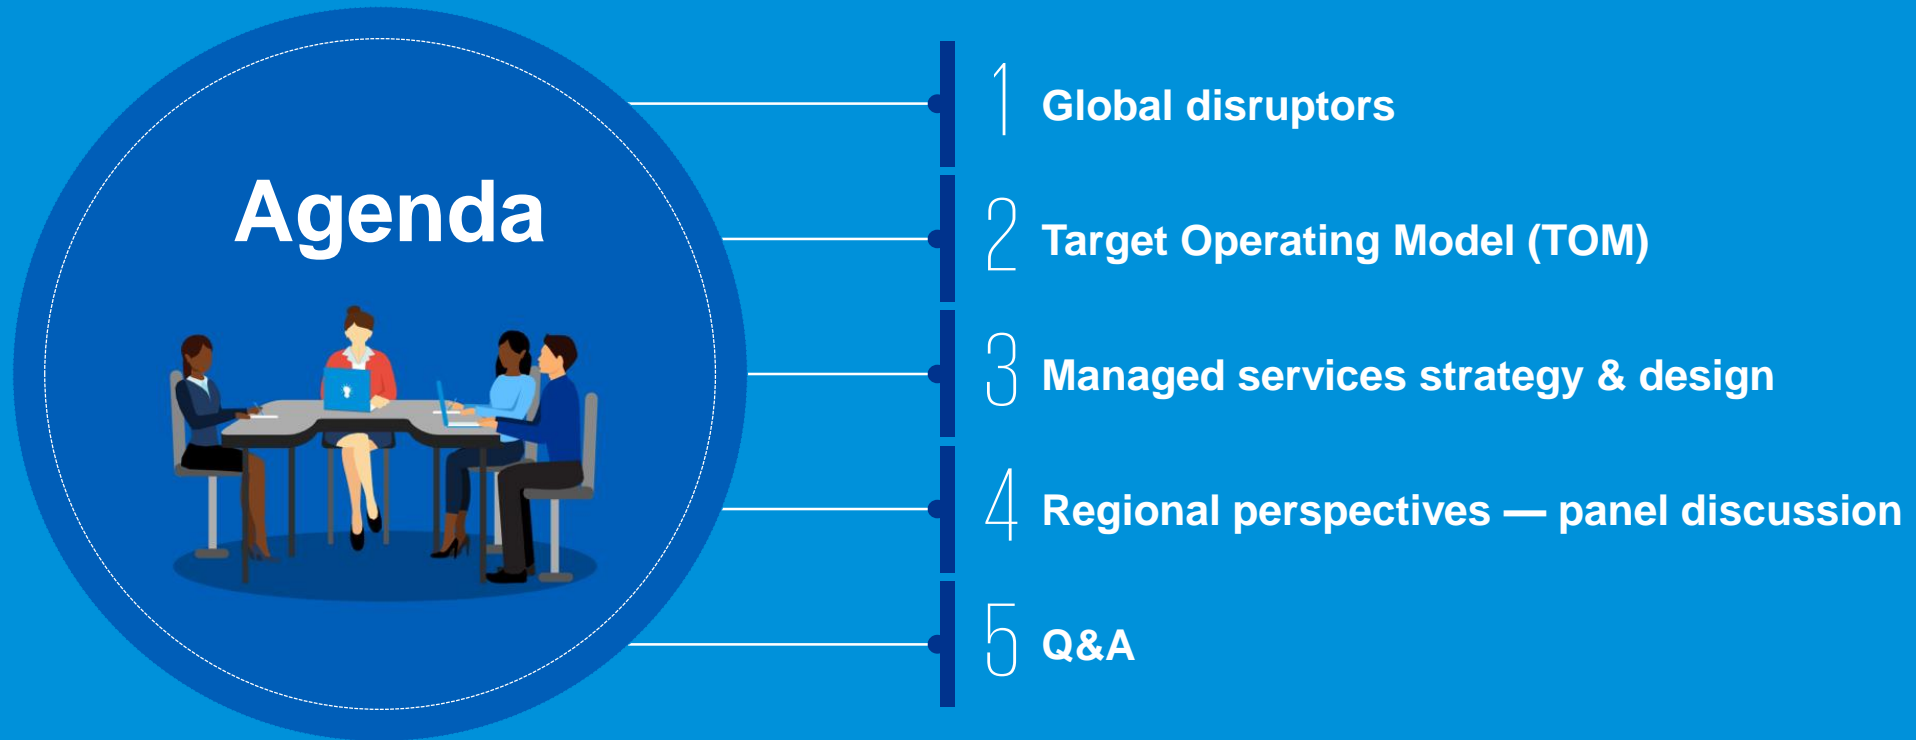 Agenda
1 Global disruptors
2 Target Operating Model (TOM)
3 Managed services strategy & design
4 Regional perspectives — panel discussion
5 Q&A